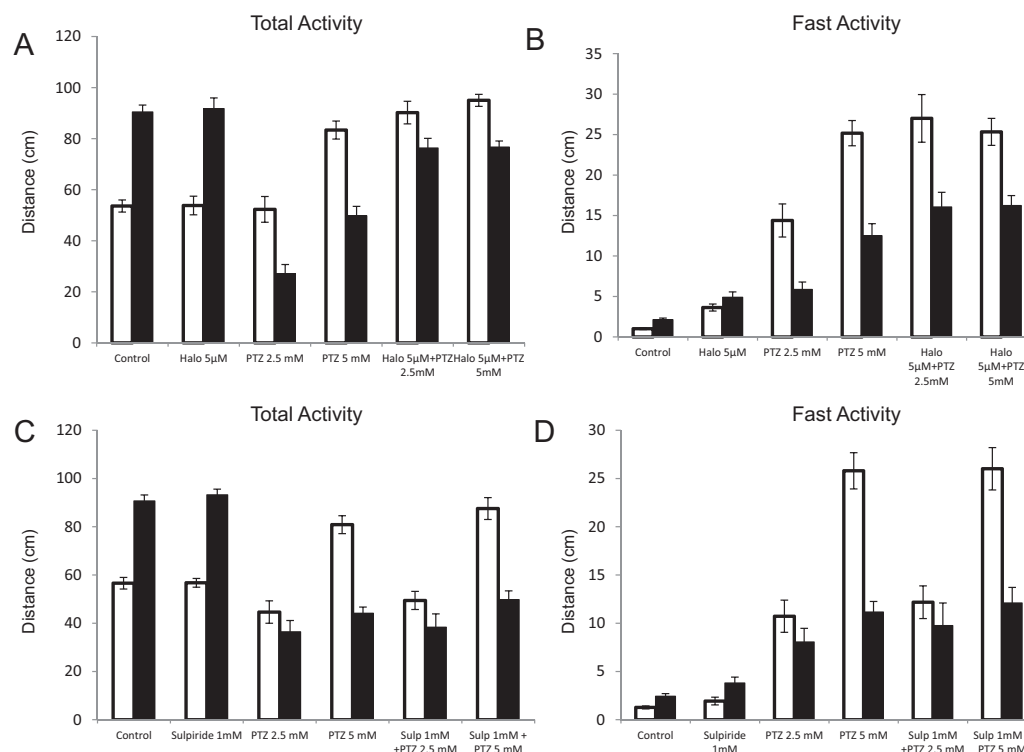 A
Total Activity
120
100
80
60
40
20
0
Distance (cm)
Control
Halo 5µM
PTZ 2.5 mM
PTZ 5 mM
Halo 5µM+PTZ
2.5mM
Halo 5µM+PTZ
5mM
B
Fast Activity
35
30
25
20
15
10
5
0
Distance (cm)
Control
Halo 5µM
PTZ 2.5 mM
PTZ 5 mM
Halo
5µM+PTZ
2.5mM
Halo
5µM+PTZ
5mM
C
Total Activity
120
100
80
60
40
20
0
Distance (cm)
Control
Sulpiride 1mM
PTZ 2.5 mM
PTZ 5 mM
Sulp 1mM
+PTZ 2.5 mM
Sulp 1mM +
PTZ 5 mM
D
Fast Activity
30
25
20
15
10
5
0
Distance (cm)
Control
Sulpiride
1mM
PTZ 2.5 mM
PTZ 5 mM
Sulp 1mM
+PTZ 2.5 mM
Sulp 1mM
PTZ 5 mM